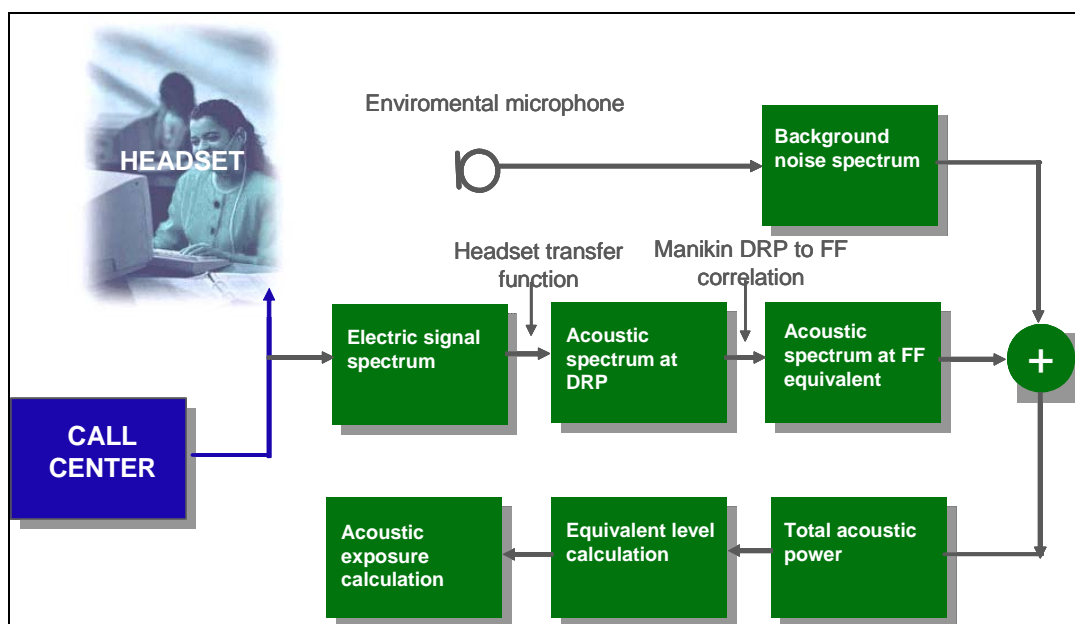 HEADSET
Enviromental microphone
Background
noise spectrum
Headset transfer
function
Manikin DRP to FF
correlation
Electric signal
spectrum
Acoustic
spectrum at
DRP
Acoustic
spectrum at FF
equivalent
+
CALL
CENTER
Acoustic
exposure
calculation
Equivalent level
calculation
Total acoustic
power